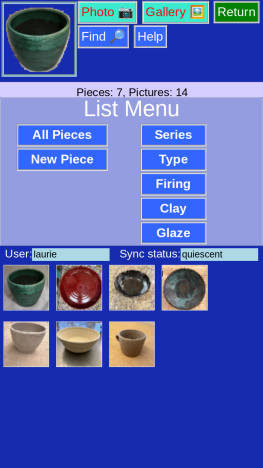 Photo 📷 Gallery 🖼️ Return
Find 🔎 Help
Pieces: 7, Pictures: 14
List Menu
All Pieces Series
New Piece Type
Firing
Clay
Glaze
User: laurie Sync status: quiescent